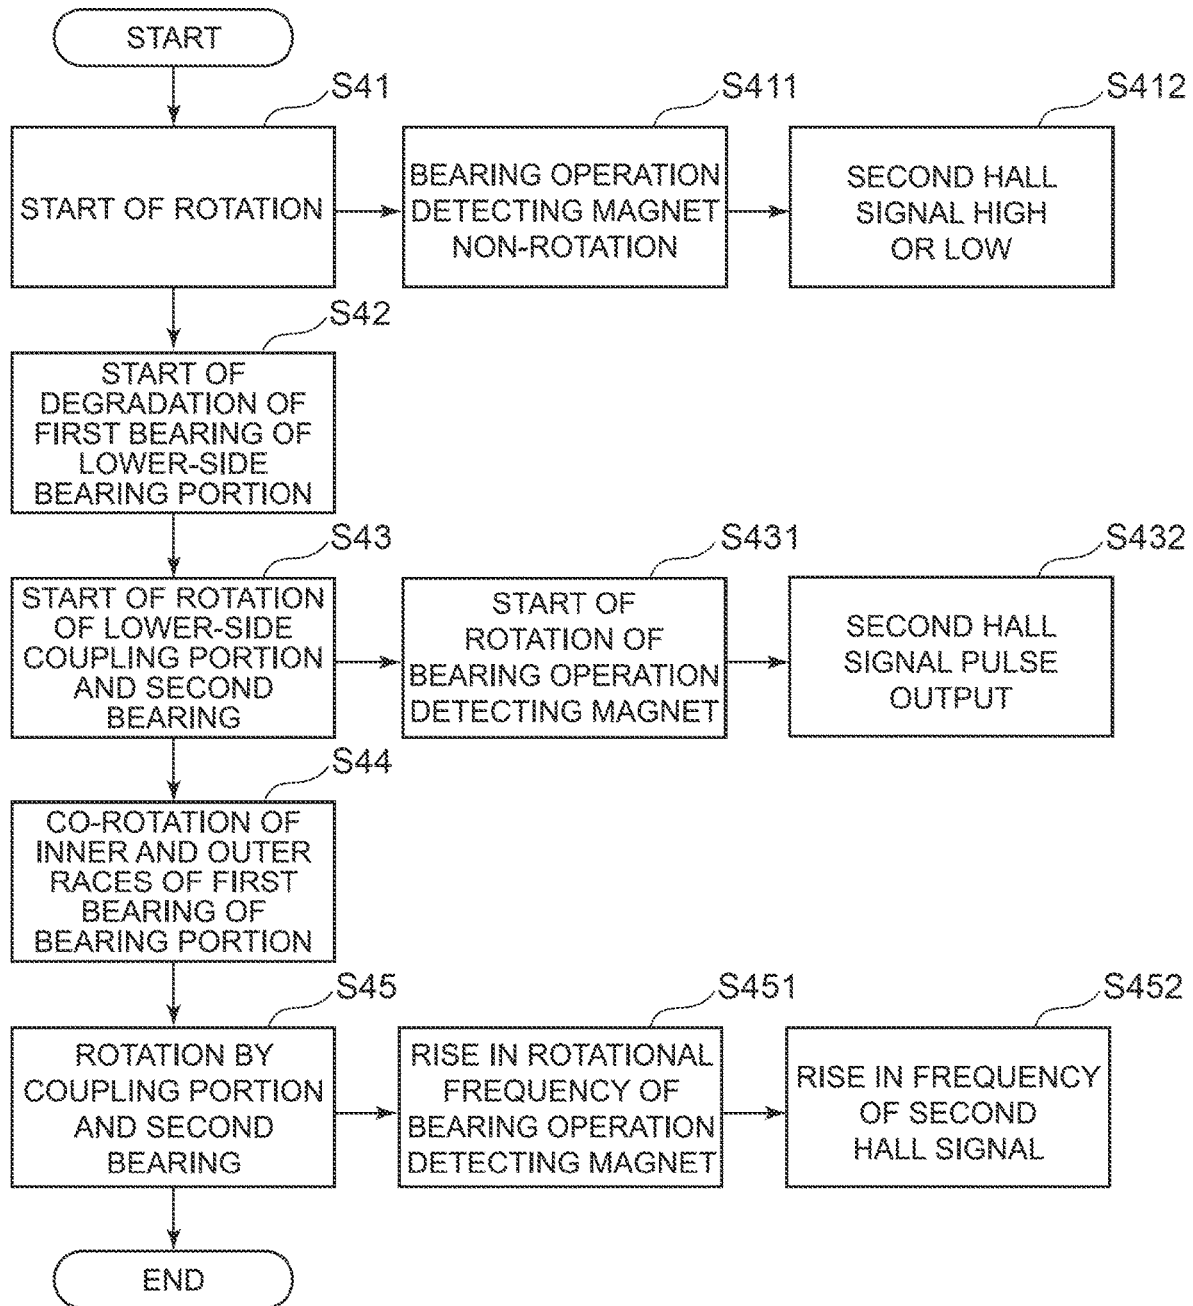 START
S41
START OF ROTATION
S411
BEARING OPERATION
DETECTING MAGNET
NON-ROTATION
S412
SECOND HALL
SIGNAL HIGH
OR LOW
S42
START OF
DEGRADATION OF
FIRST BEARING OF
LOWER-SIDE
BEARING PORTION
S43
START OF ROTATION
OF LOWER-SIDE
COUPLING PORTION
AND SECOND
BEARING
S431
START OF
ROTATION OF
BEARING OPERATION
DETECTING MAGNET
S432
SECOND HALL
SIGNAL PULSE
OUTPUT
S44
CO-ROTATION OF
INNER AND OUTER
RACES OF FIRST
BEARING OF
BEARING PORTION
S45
ROTATION BY
COUPLING PORTION
AND SECOND
BEARING
S451
RISE IN ROTATIONAL
FREQUENCY OF
BEARING OPERATION
DETECTING MAGNET
S452
RISE IN FREQUENCY
OF SECOND
HALL SIGNAL
END